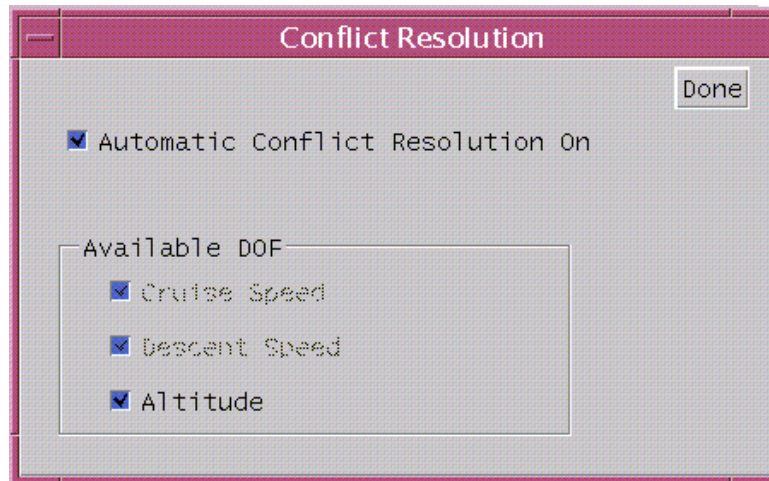 Conflict Resolution
Done
Automatic Conflict Resolution On
Available DOF
Cruise Speed
Descent Speed
Altitude